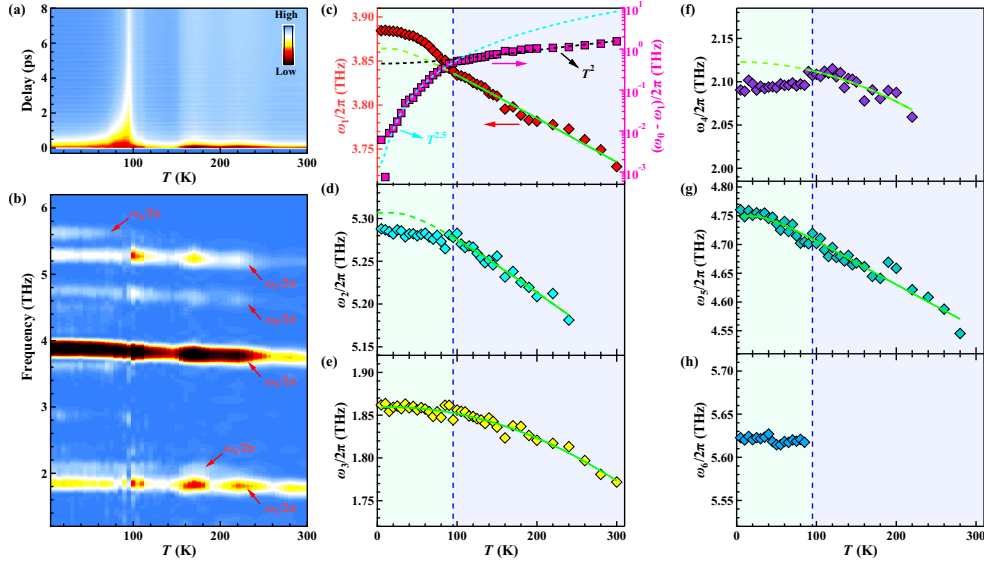 (a)
High
Low
Delay (ps)
8
6
4
2
0
100
200
300
T (K)
(b)
Frequency (THz)
6
5
4
3
2
ω₆/2π
ω₂/2π
ω₅/2π
ω₁/2π
ω₄/2π
ω₃/2π
0
100
200
300
T (K)
(c)
ω₁/2π (THz)
3.90
3.85
3.80
3.75
T²
T^2.5
(ω₀ - ω₁)/2π (THz)
10¹
10⁰
10⁻¹
10⁻²
10⁻³
(d)
ω₂/2π (THz)
5.30
5.25
5.20
5.15
5.10
(e)
ω₃/2π (THz)
1.90
1.85
1.80
1.75
0
100
200
300
T (K)
(f)
ω₄/2π (THz)
2.15
2.10
2.05
2.00
(g)
ω₅/2π (THz)
4.80
4.75
4.70
4.65
4.60
4.55
(h)
ω₆/2π (THz)
5.70
5.65
5.60
5.55
0
100
200
300
T (K)